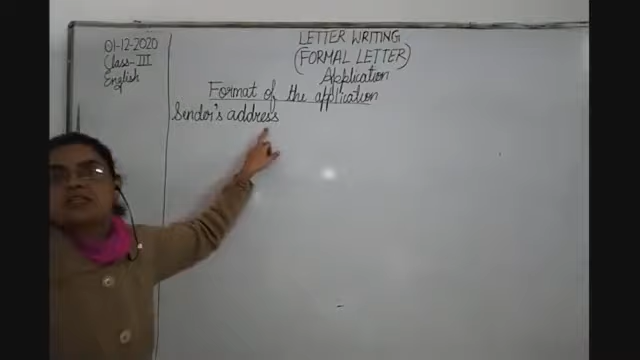 01-12-2020
Class-III
English
LETTER WRITING
(FORMAL LETTER)
Application
Format of the application
Sender's address